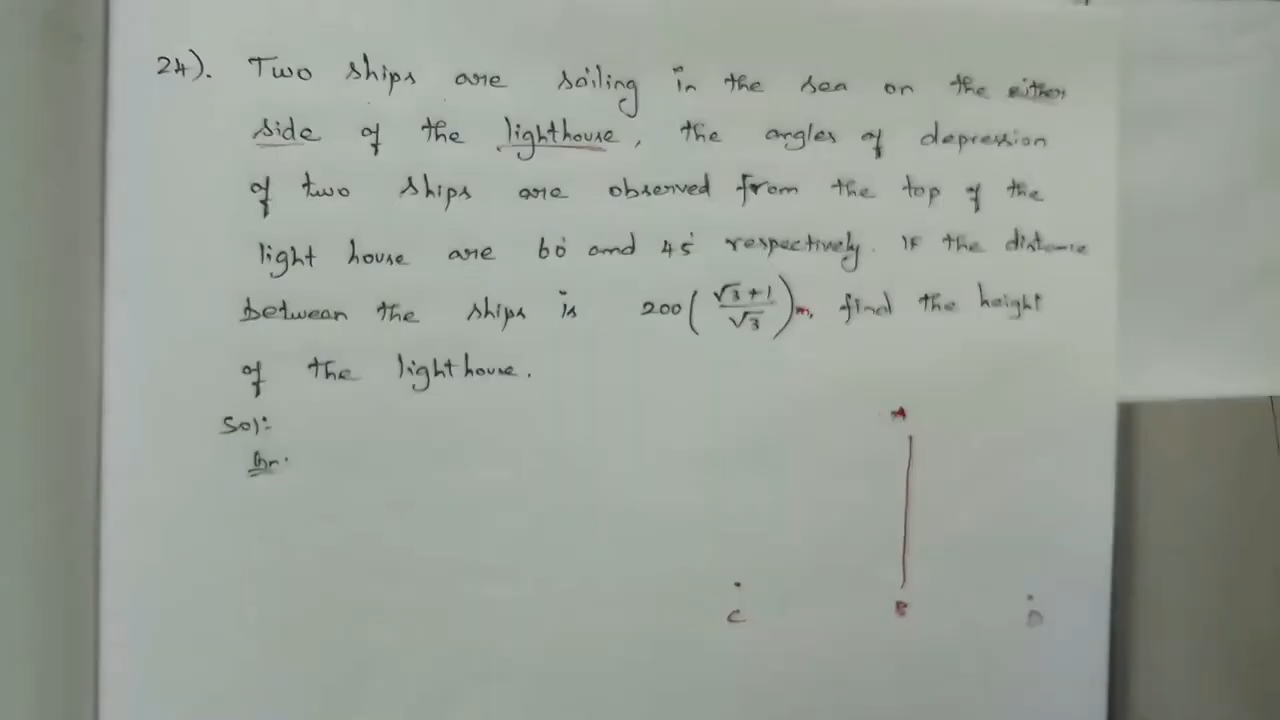 24). Two ships are sailing in the sea on the either
side of the lighthouse, the angles of depression
of two ships are observed from the top of the
light house are 60° and 45° respectively. If the distance
between the ships is 200(√3+1/√3)m, find the height
of the lighthouse.
Sol:
Gn.
A
C B D